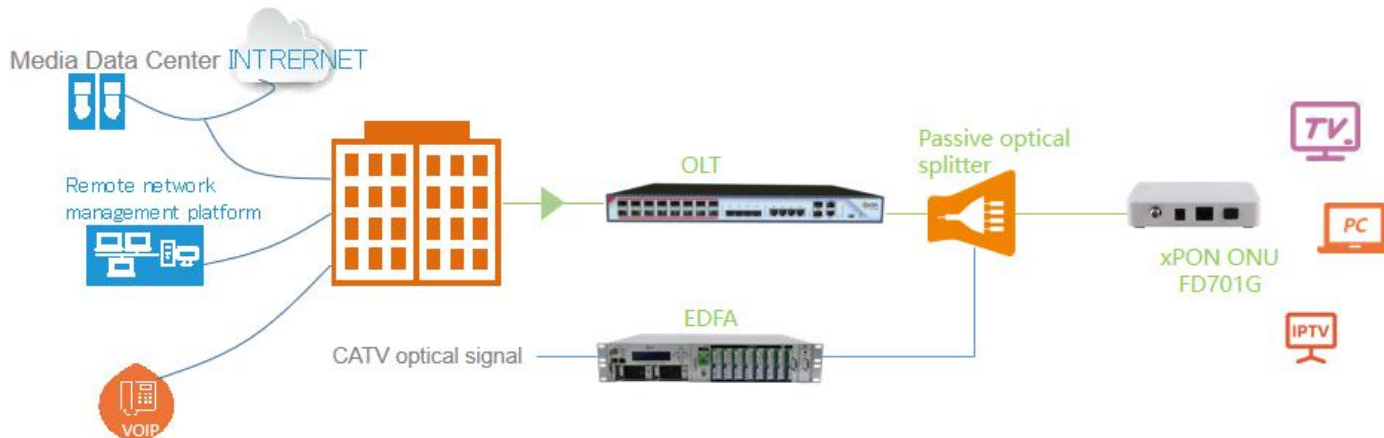 Media Data Center INTRERNET
Remote network
management platform
VOIP
OLT
EDFA
CATV optical signal
Passive optical
splitter
xPON ONU
FD701G
TV
PC
IPTV